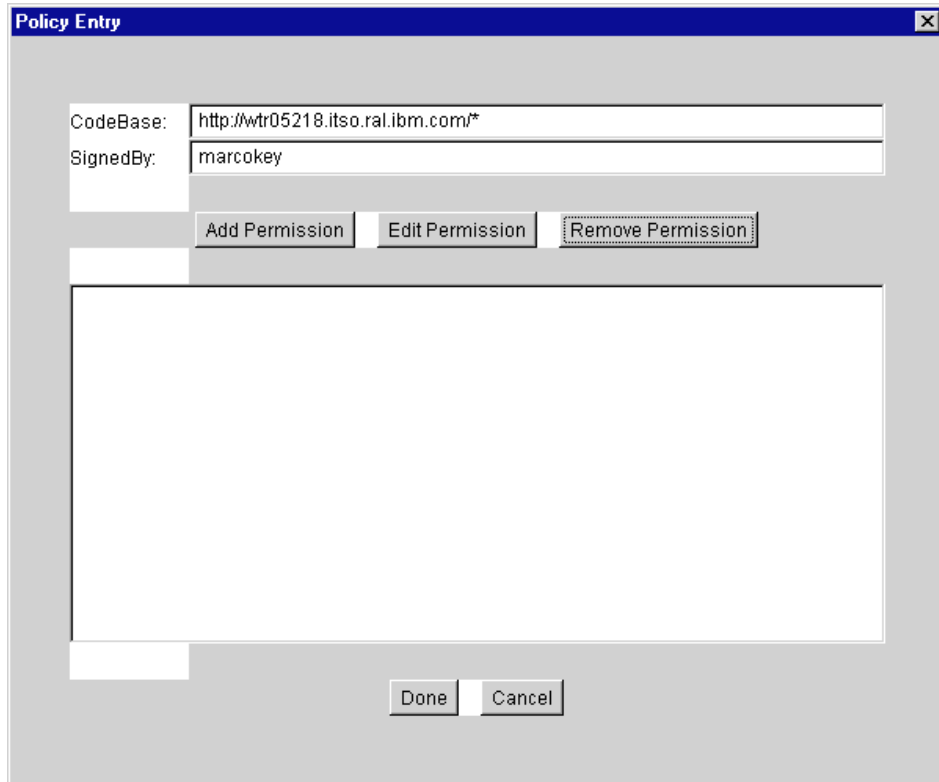 Policy Entry
CodeBase: http://wtr05218.itso.ral.ibm.com/*
SignedBy: marcokey
Add Permission Edit Permission Remove Permission
Done Cancel